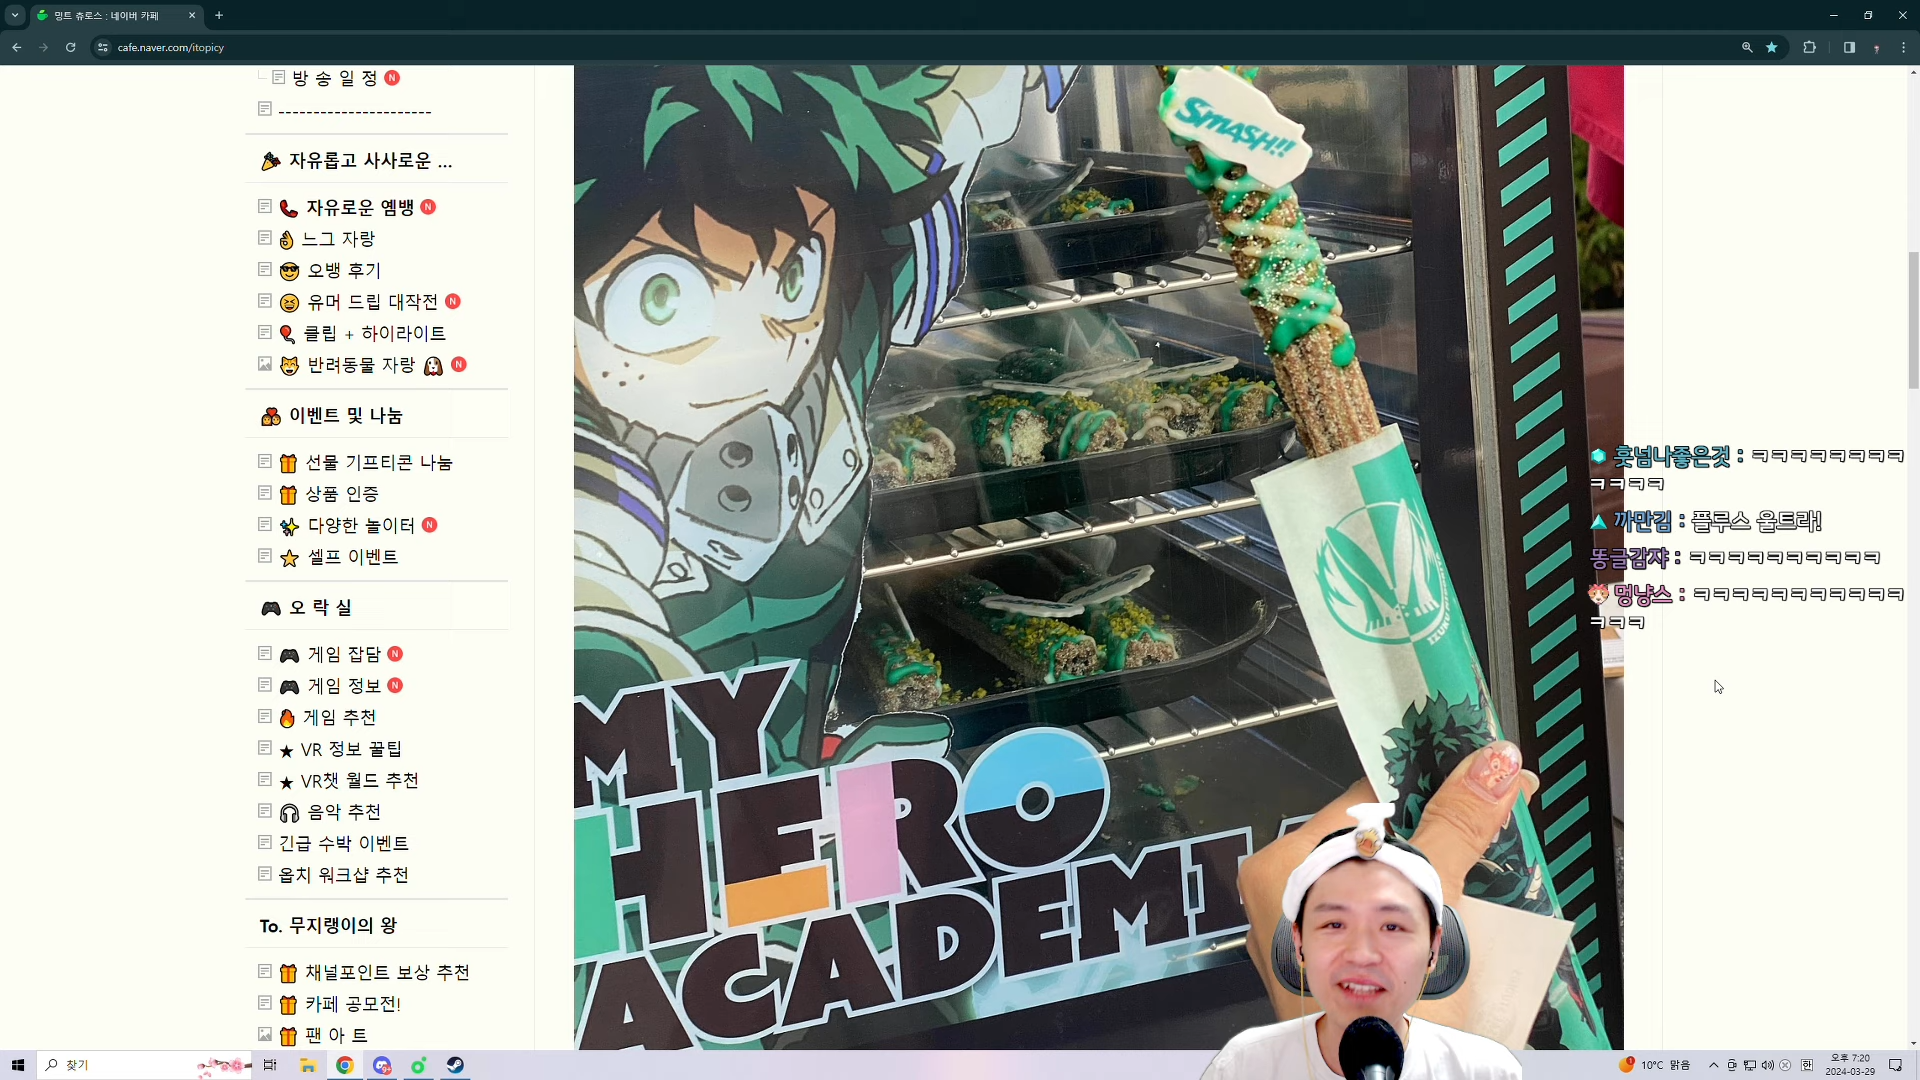 밍트 츄로스 : 네이버 카페
cafe.naver.com/itopicy
방 송 일 정 N
----------------------
자유롭고 사사로운 ...
자유로운 옘뱅 N
느그 자랑
오뱅 후기
유머 드립 대작전 N
클립 + 하이라이트
반려동물 자랑 N
이벤트 및 나눔
선물 기프티콘 나눔
상품 인증
다양한 놀이터 N
셀프 이벤트
오 락 실
게임 잡담 N
게임 정보 N
게임 추천
★ VR 정보 꿀팁
★ VR챗 월드 추천
음악 추천
긴급 수박 이벤트
옵치 워크샵 추천
To. 무지랭이의 왕
채널포인트 보상 추천
카페 공모전!
팬 아 트
SMASH!!
MY
HERO
ACADEMIA
훗넘나좋은것 : ㅋㅋㅋㅋㅋㅋㅋㅋ
ㅋㅋㅋㅋ
까만김 : 플루스 울트라!
똥글감쟈 : ㅋㅋㅋㅋㅋㅋㅋㅋㅋㅋ
멍냥스 : ㅋㅋㅋㅋㅋㅋㅋㅋㅋㅋㅋ
ㅋㅋㅋ
찾기
9+
1
10°C 맑음
한
오후 7:20
2024-03-29